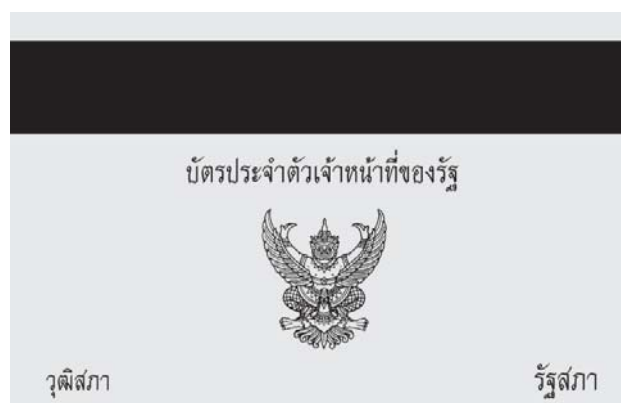 บัตรประจำตัวเจ้าหน้าที่ของรัฐ
วุฒิสภา รัฐสภา